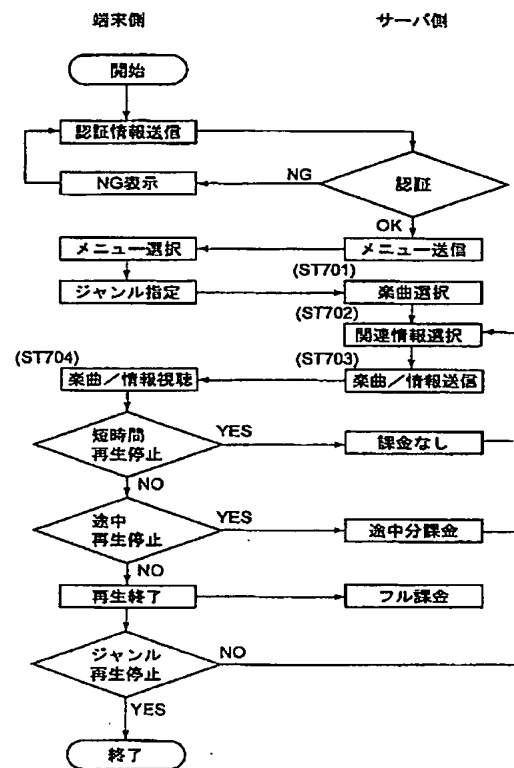 端末側
サーバ側
開始
認証情報送信
認証
NG
NG表示
OK
メニュー選択
メニュー送信
(ST701)
ジャンル指定
楽曲選択
(ST702)
関連情報選択
(ST703)
(ST704)
楽曲/情報視聴
楽曲/情報送信
短時間
再生停止
YES
課金なし
NO
途中
再生停止
YES
途中分課金
NO
再生終了
フル課金
ジャンル
再生停止
NO
YES
終了